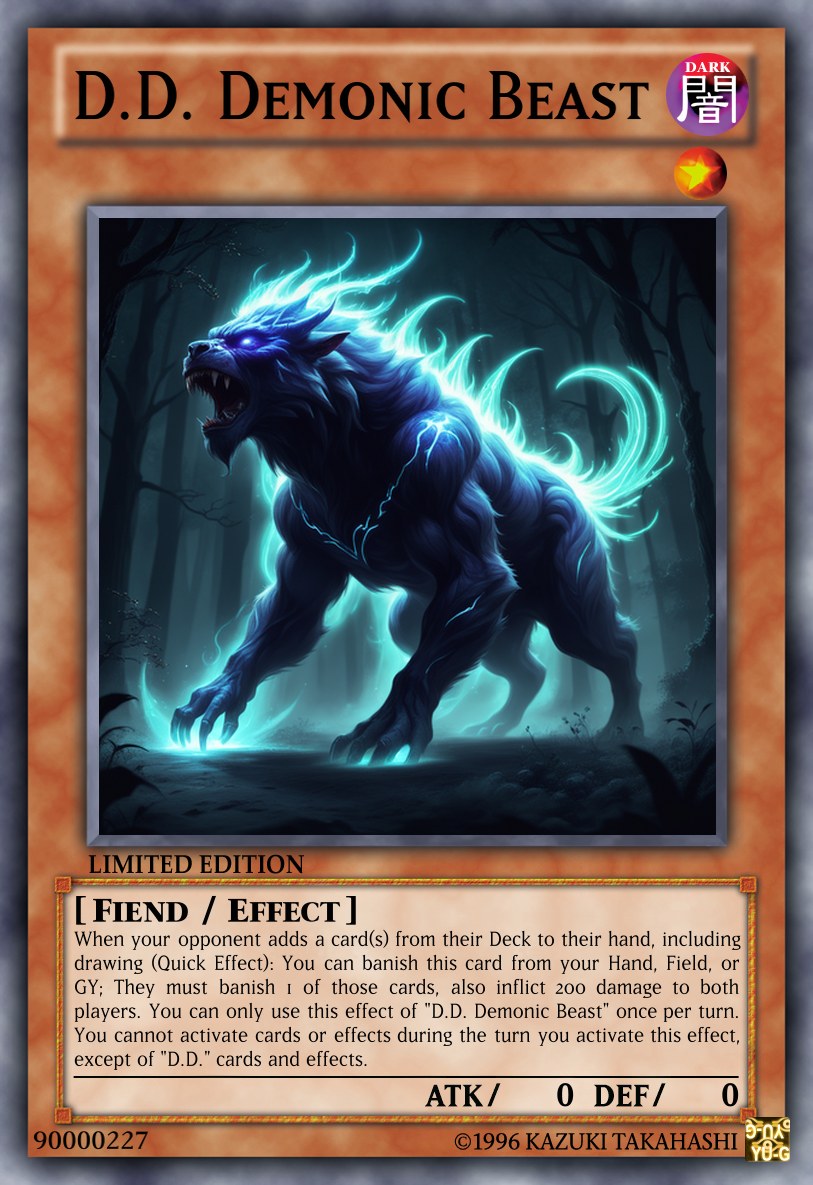 D.D. Demonic Beast
DARK
闇
LIMITED EDITION
[ Fiend / Effect ]
When your opponent adds a card(s) from their Deck to their hand, including
drawing (Quick Effect): You can banish this card from your Hand, Field, or
GY; They must banish 1 of those cards, also inflict 200 damage to both
players. You can only use this effect of "D.D. Demonic Beast" once per turn.
You cannot activate cards or effects during the turn you activate this effect,
except of "D.D." cards and effects.
ATK/ 0 DEF/ 0
90000227
©1996 KAZUKI TAKAHASHI